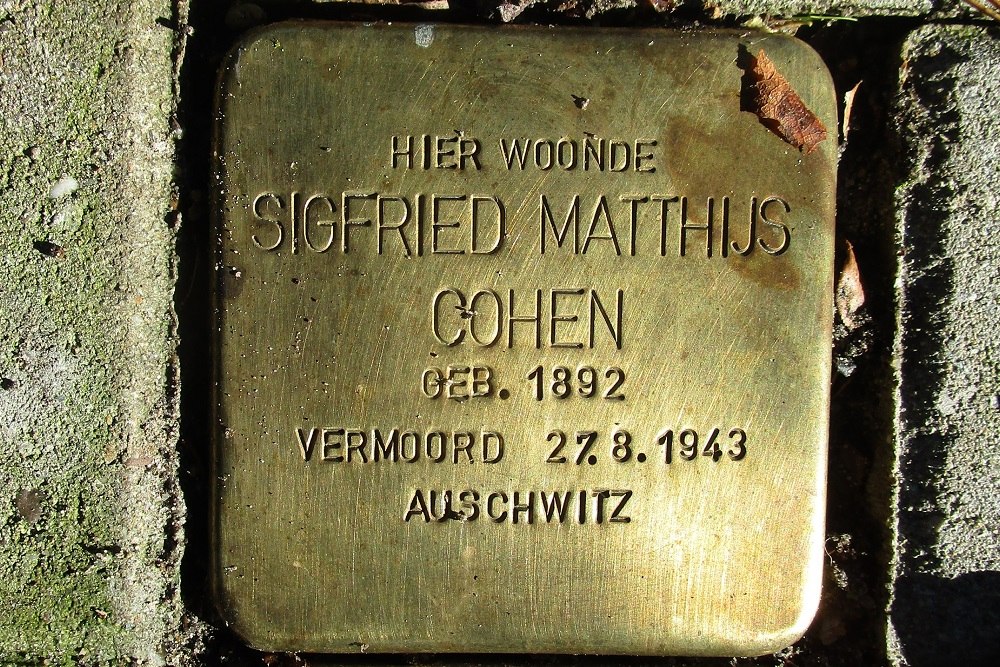 HIER WOONDE
SIGFRIED MATTHIJS
COHEN
GEB. 1892
VERMOORD 27.8.1943
AUSCHWITZ